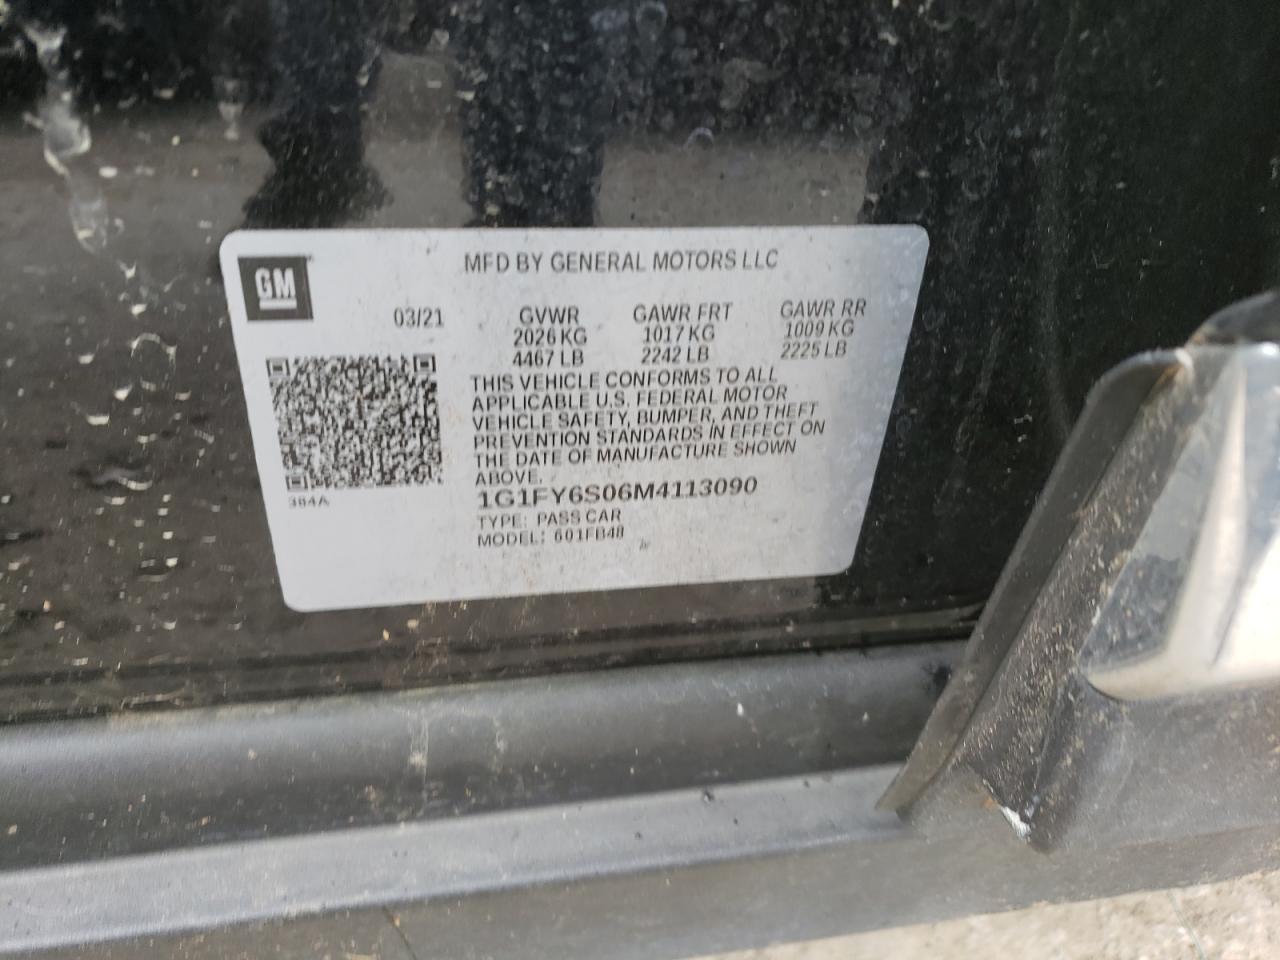 GM
MFD BY GENERAL MOTORS LLC
03/21
GVWR GAWR FRT GAWR RR
2026 KG 1017 KG 1009 KG
4467 LB 2242 LB 2225 LB
THIS VEHICLE CONFORMS TO ALL
APPLICABLE U.S. FEDERAL MOTOR
VEHICLE SAFETY, BUMPER, AND THEFT
PREVENTION STANDARDS IN EFFECT ON
THE DATE OF MANUFACTURE SHOWN
ABOVE.
384A
1G1FY6S06M4113090
TYPE: PASS CAR
MODEL: 601FB48